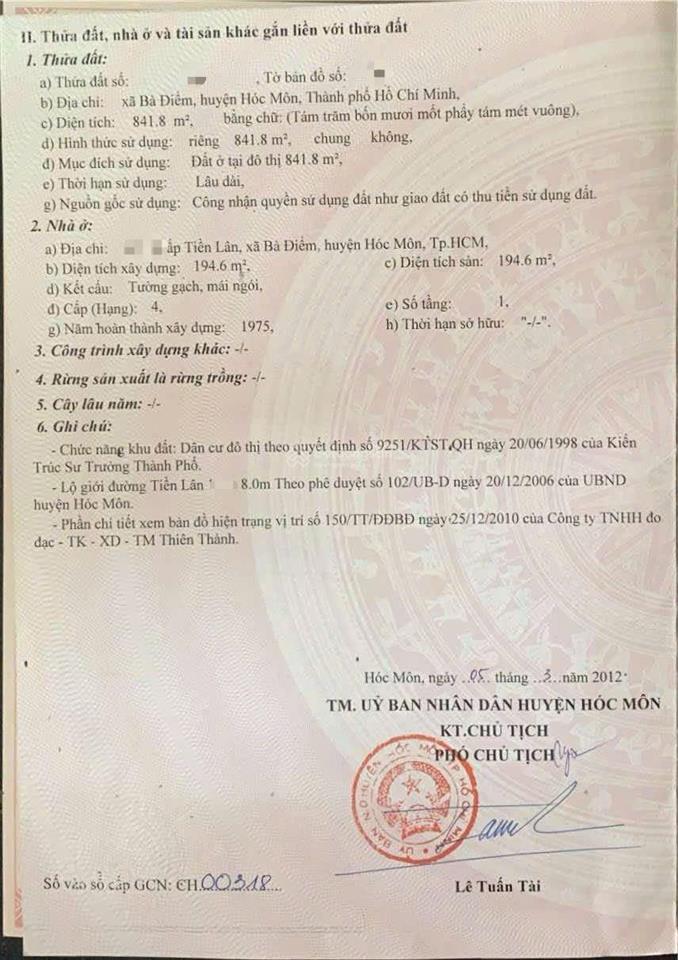 II. Thửa đất, nhà ở và tài sản khác gắn liền với thửa đất
1. Thửa đất:
a) Thửa đất số: , Tờ bản đồ số:
b) Địa chỉ: xã Bà Điểm, huyện Hóc Môn, Thành phố Hồ Chí Minh,
c) Diện tích: 841.8 m², bằng chữ: (Tám trăm bốn mươi mốt phẩy tám mét vuông),
d) Hình thức sử dụng: riêng 841.8 m², chung không,
đ) Mục đích sử dụng: Đất ở tại đô thị 841.8 m²,
e) Thời hạn sử dụng: Lâu dài,
g) Nguồn gốc sử dụng: Công nhận quyền sử dụng đất như giao đất có thu tiền sử dụng đất.
2. Nhà ở:
a) Địa chỉ: ấp Tiền Lân, xã Bà Điểm, huyện Hóc Môn, Tp.HCM,
b) Diện tích xây dựng: 194.6 m², c) Diện tích sàn: 194.6 m²,
d) Kết cấu: Tường gạch, mái ngói,
đ) Cấp (Hạng): 4, e) Số tầng: 1,
g) Năm hoàn thành xây dựng: 1975, h) Thời hạn sở hữu: "-/-".
3. Công trình xây dựng khác: -/-
4. Rừng sản xuất là rừng trồng: -/-
5. Cây lâu năm: -/-
6. Ghi chú:
- Chức năng khu đất: Dân cư đô thị theo quyết định số 9251/KTST.QH ngày 20/06/1998 của Kiến
Trúc Sư Trưởng Thành Phố.
- Lộ giới đường Tiền Lân 8.0m Theo phê duyệt số 102/UB-D ngày 20/12/2006 của UBND
huyện Hóc Môn.
- Phần chi tiết xem bản đồ hiện trạng vị trí số 150/TT/ĐĐBĐ ngày 25/12/2010 của Công ty TNHH đo
đạc - TK - XD - TM Thiên Thành.
Hóc Môn, ngày 05 tháng 3 năm 2012
TM. UỶ BAN NHÂN DÂN HUYỆN HÓC MÔN
KT.CHỦ TỊCH
PHÓ CHỦ TỊCH
ỦY BAN N.D HUYỆN HÓC MÔN T.P HỒ CHÍ MINH
Số vào sổ cấp GCN: CH.00318
Lê Tuấn Tài